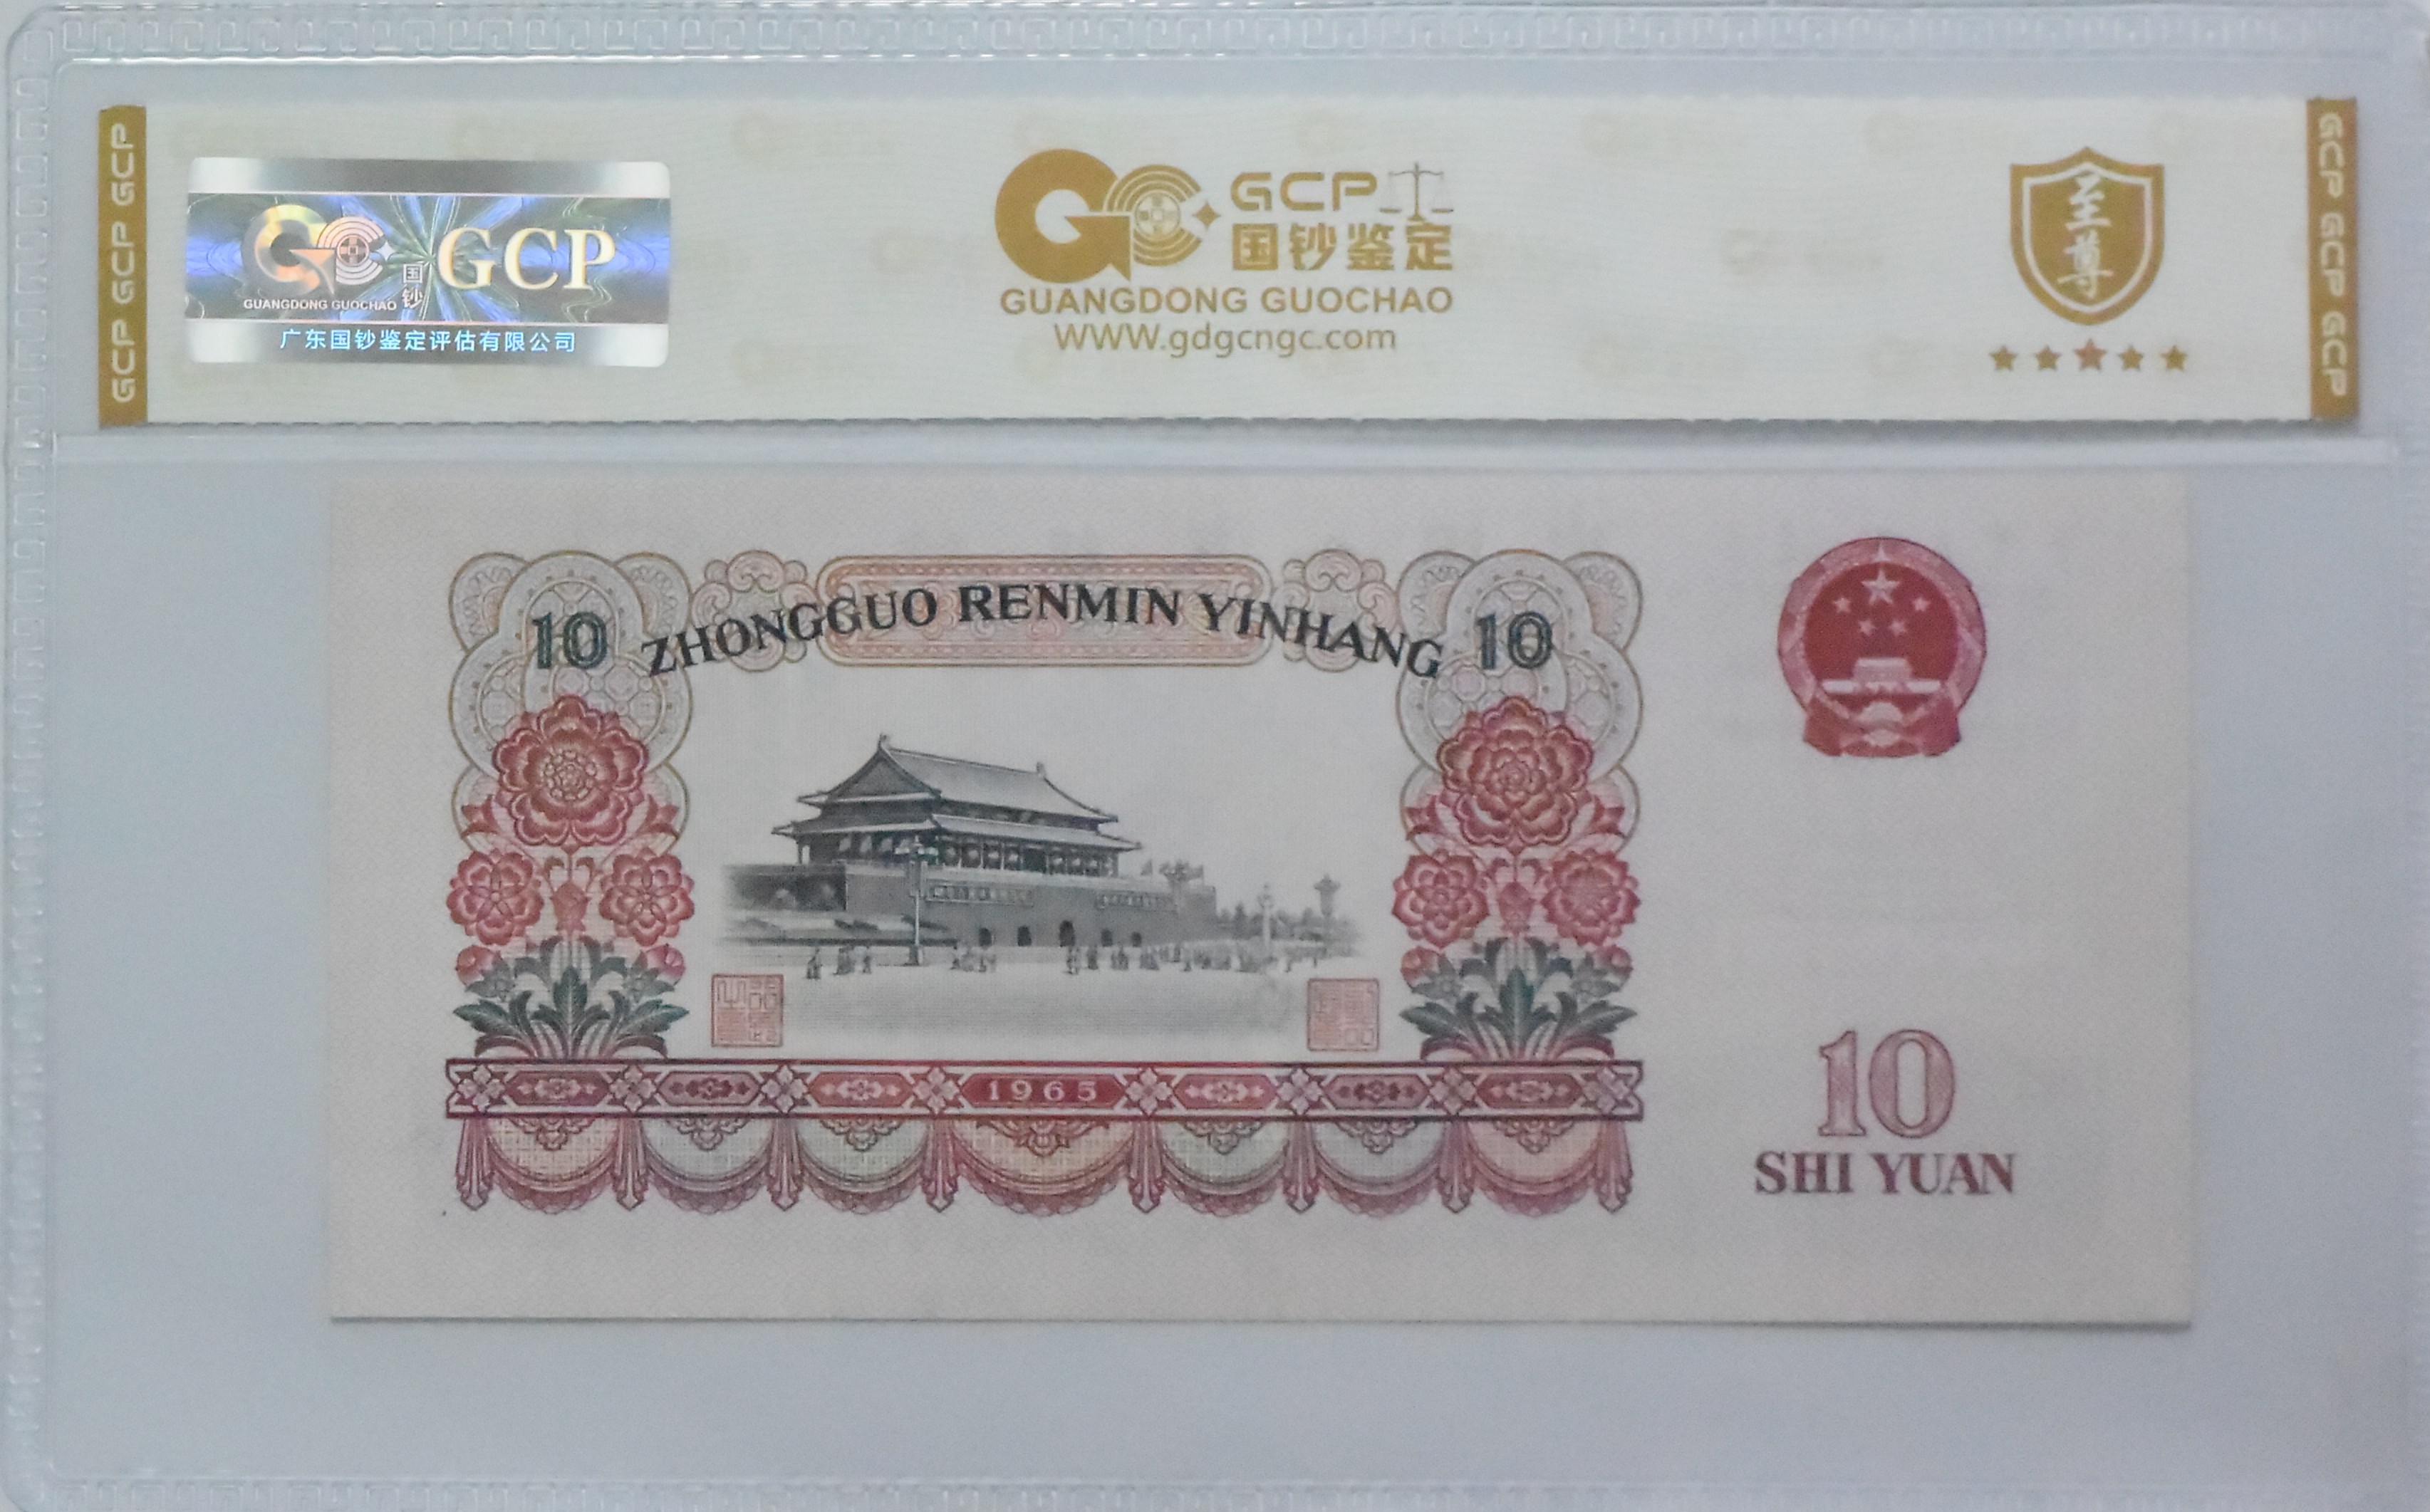 GCP GCP GCP
国钞
GCP
GUANGDONG GUOCHAO
广东国钞鉴定评估有限公司
GCP
国钞鉴定
GUANGDONG GUOCHAO
WWW.gdgcngc.com
至尊
GCP GCP GCP
ZHONGGUO RENMIN YINHANG
10
10
1965
10
SHI YUAN